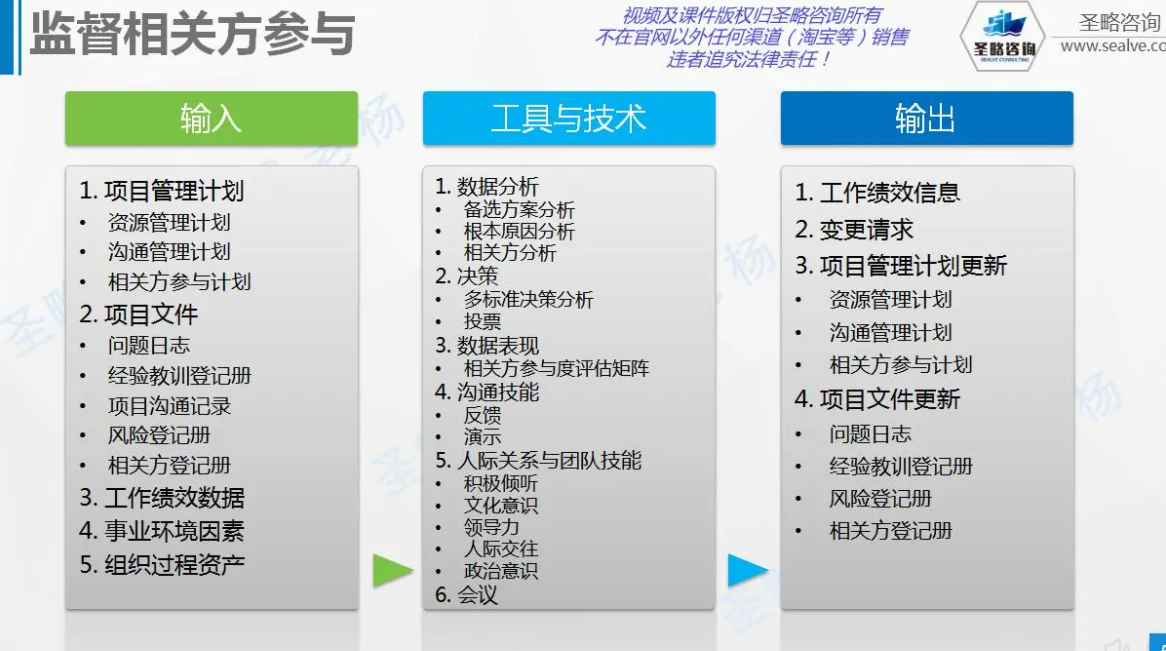 监督相关方参与
视频及课件版权归圣略咨询所有
不在官网以外任何渠道（淘宝等）销售
违者追究法律责任！
圣略咨询
SEALVE CONSULTING
圣略咨询
www.sealve.co
输入
1. 项目管理计划
• 资源管理计划
• 沟通管理计划
• 相关方参与计划
2. 项目文件
• 问题日志
• 经验教训登记册
• 项目沟通记录
• 风险登记册
• 相关方登记册
3. 工作绩效数据
4. 事业环境因素
5. 组织过程资产
工具与技术
1. 数据分析
• 备选方案分析
• 根本原因分析
• 相关方分析
2. 决策
• 多标准决策分析
• 投票
3. 数据表现
• 相关方参与度评估矩阵
4. 沟通技能
• 反馈
• 演示
5. 人际关系与团队技能
• 积极倾听
• 文化意识
• 领导力
• 人际交往
• 政治意识
6. 会议
输出
1. 工作绩效信息
2. 变更请求
3. 项目管理计划更新
• 资源管理计划
• 沟通管理计划
• 相关方参与计划
4. 项目文件更新
• 问题日志
• 经验教训登记册
• 风险登记册
• 相关方登记册